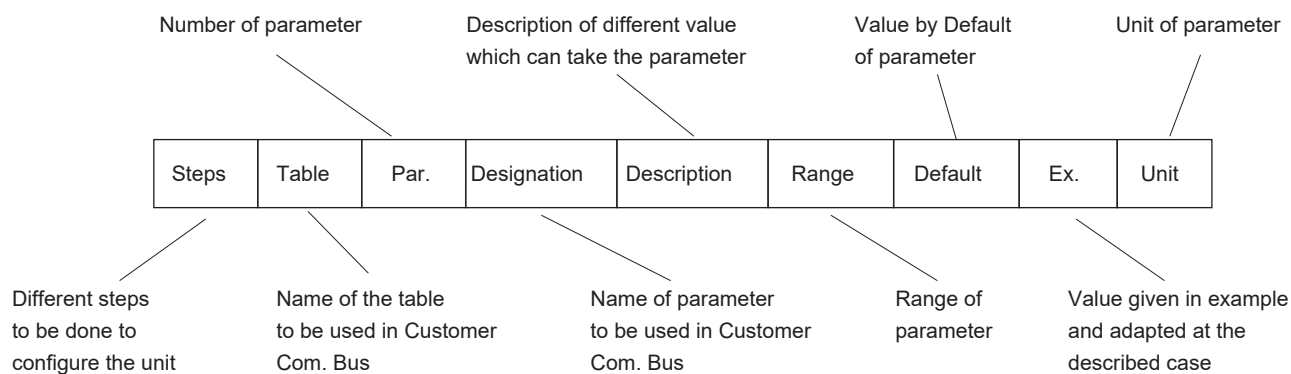 Number of parameter
Description of different value
which can take the parameter
Value by Default
of parameter
Unit of parameter
Steps
Table
Par.
Designation
Description
Range
Default
Ex.
Unit
Different steps
to be done to
configure the unit
Name of the table
to be used in Customer
Com. Bus
Name of parameter
to be used in Customer
Com. Bus
Range of
parameter
Value given in example
and adapted at the
described case